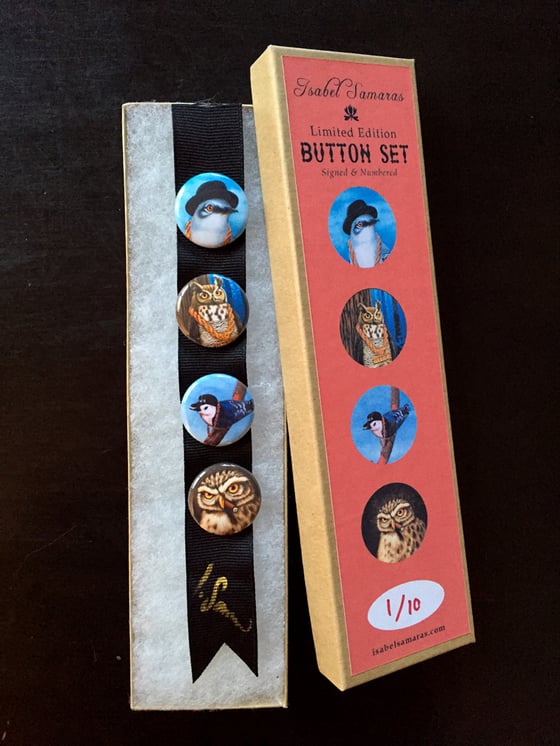 Isabel Samaras
Limited Edition
BUTTON SET
Signed & Numbered
1/10
isabelsamaras.com